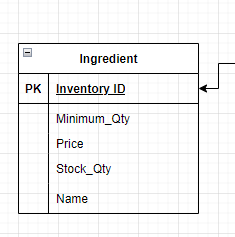 Ingredient
PK Inventory ID
Minimum_Qty
Price
Stock_Qty
Name